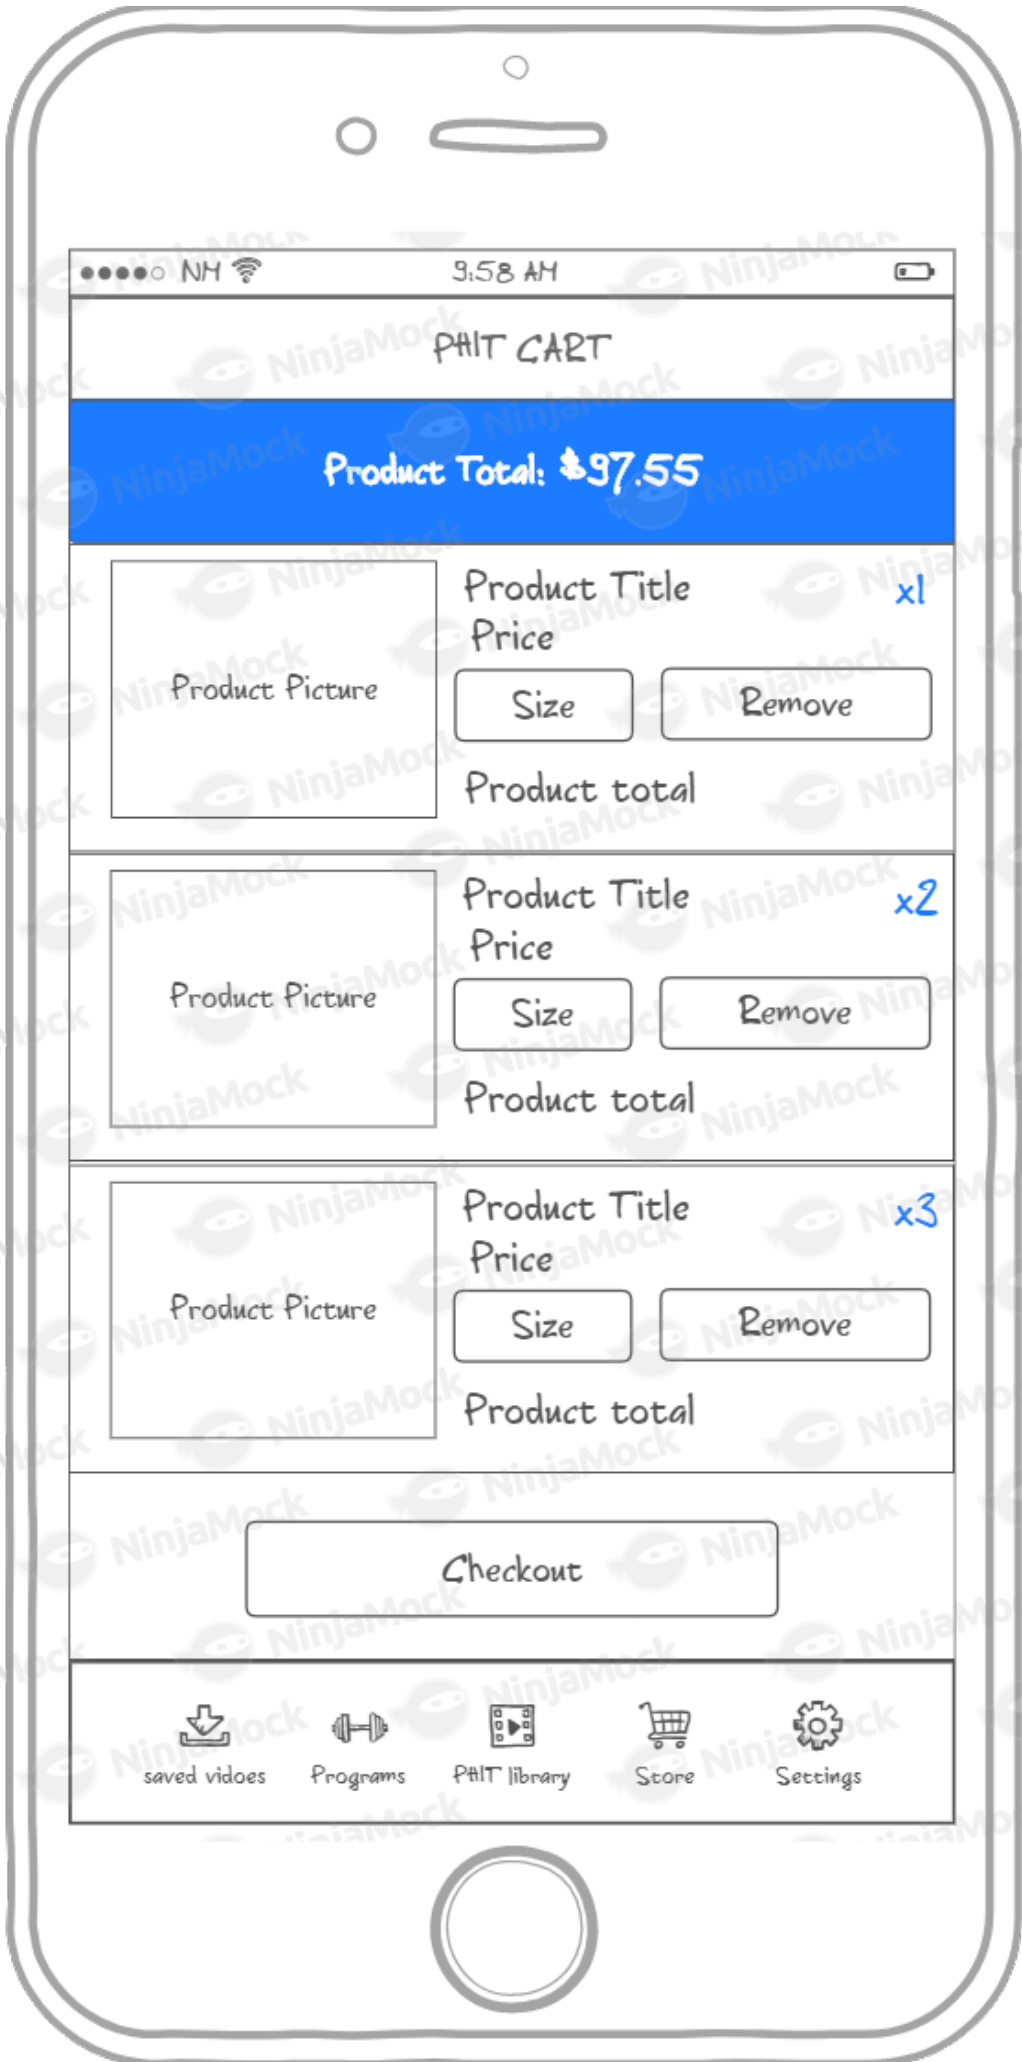 NM 9:58 AM
PHIT CART
Product Total: $97.55
Product Title x1
Price
Product Picture
Size Remove
Product total
Product Title x2
Price
Product Picture
Size Remove
Product total
Product Title x3
Price
Product Picture
Size Remove
Product total
Checkout
saved vidoes Programs PHIT library Store Settings
NinjaMock